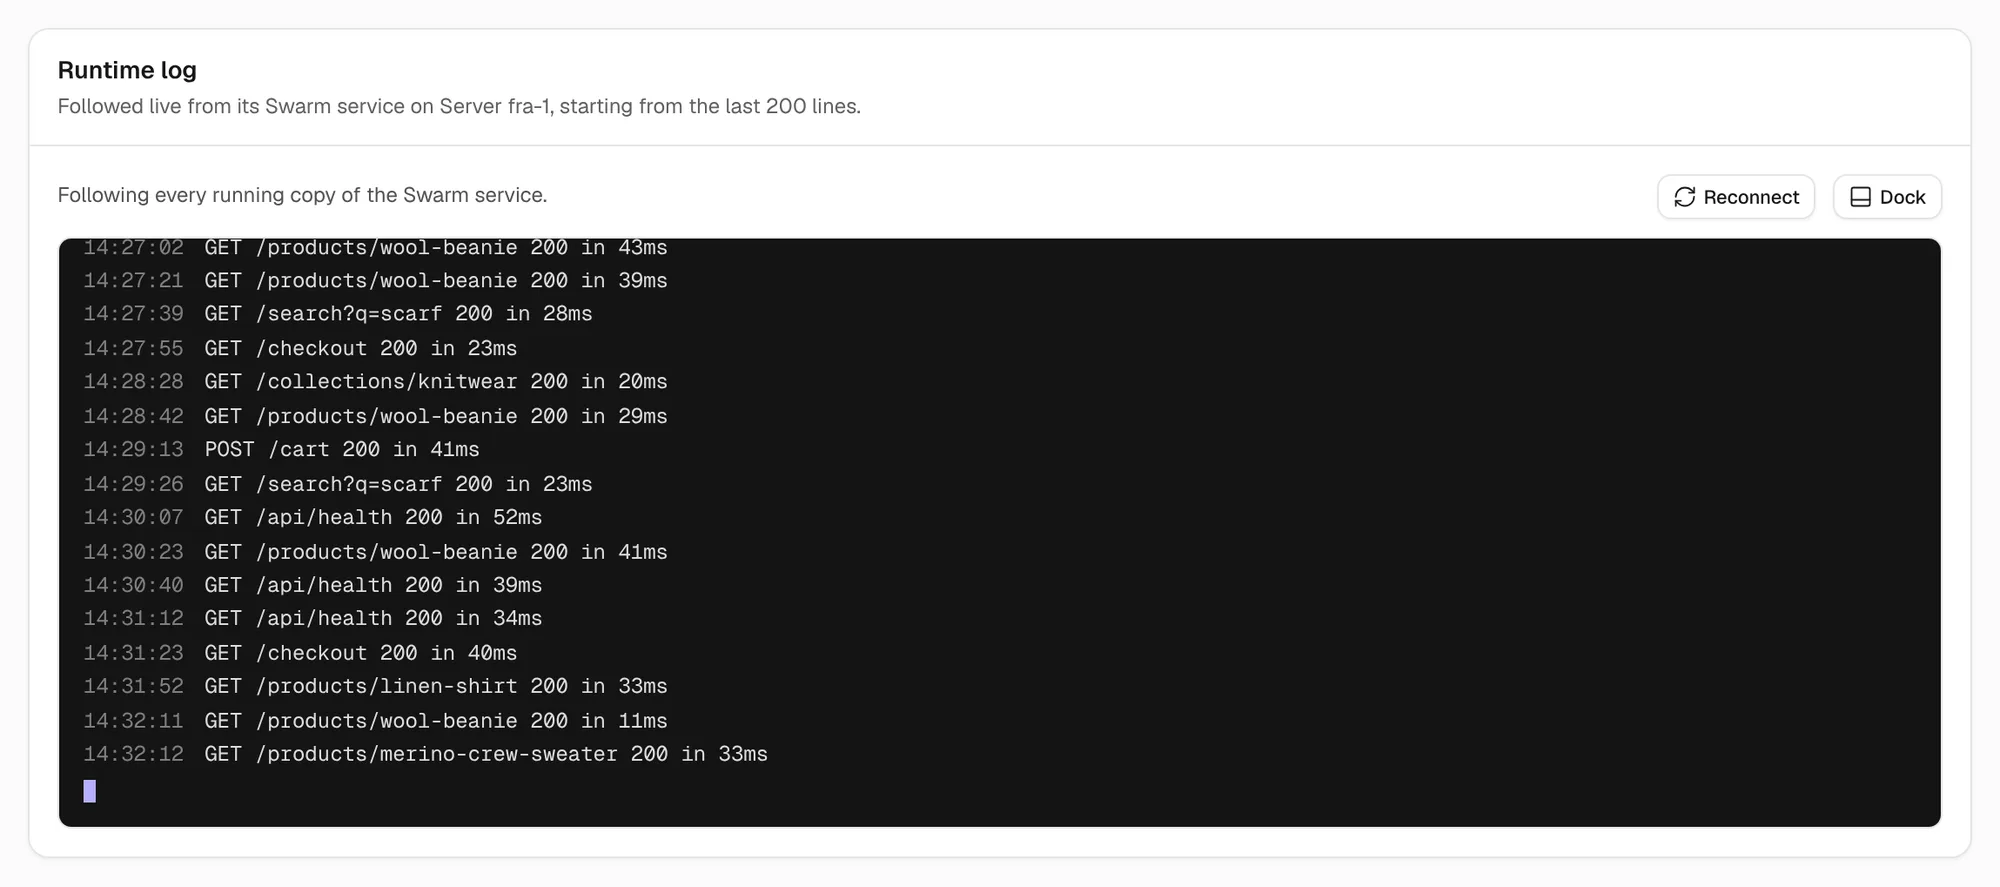 Runtime log
Followed live from its Swarm service on Server fra-1, starting from the last 200 lines.
Following every running copy of the Swarm service.
Reconnect
Dock
14:27:02 GET /products/wool-beanie 200 in 43ms
14:27:21 GET /products/wool-beanie 200 in 39ms
14:27:39 GET /search?q=scarf 200 in 28ms
14:27:55 GET /checkout 200 in 23ms
14:28:28 GET /collections/knitwear 200 in 20ms
14:28:42 GET /products/wool-beanie 200 in 29ms
14:29:13 POST /cart 200 in 41ms
14:29:26 GET /search?q=scarf 200 in 23ms
14:30:07 GET /api/health 200 in 52ms
14:30:23 GET /products/wool-beanie 200 in 41ms
14:30:40 GET /api/health 200 in 39ms
14:31:12 GET /api/health 200 in 34ms
14:31:23 GET /checkout 200 in 40ms
14:31:52 GET /products/linen-shirt 200 in 33ms
14:32:11 GET /products/wool-beanie 200 in 11ms
14:32:12 GET /products/merino-crew-sweater 200 in 33ms